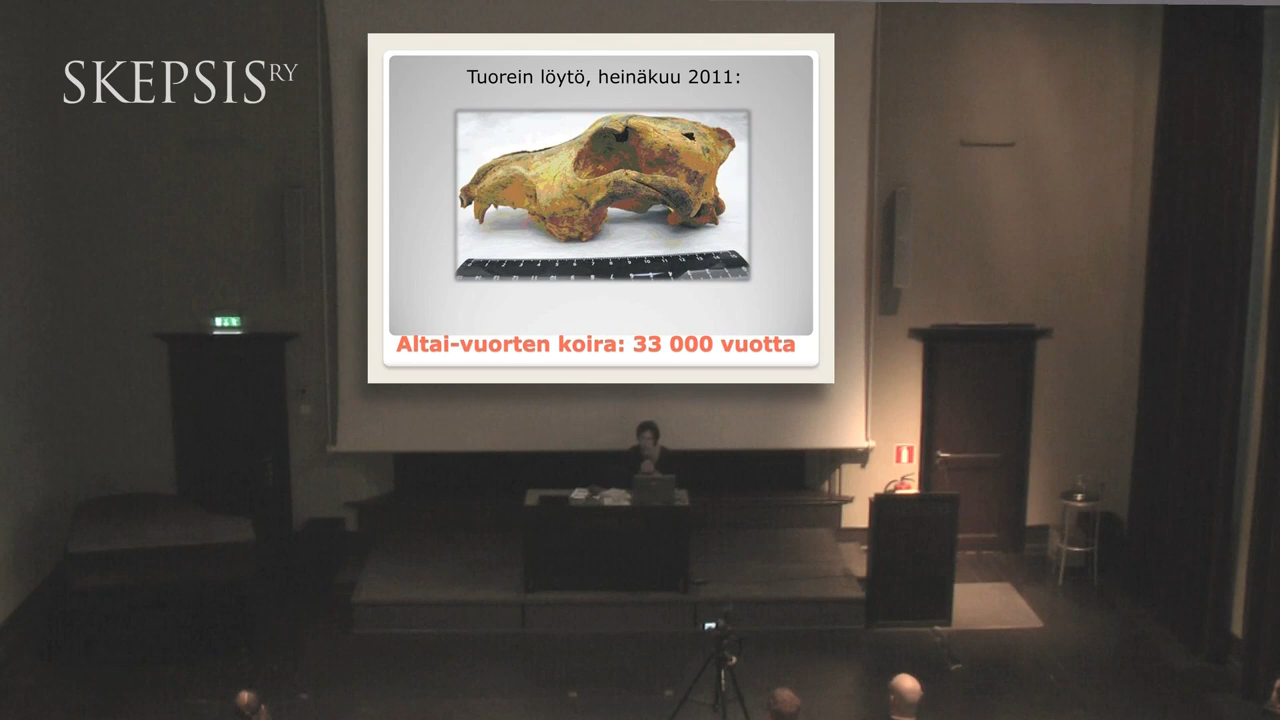 SKEPSIS RY
Tuorein löytö, heinäkuu 2011:
Altai-vuorten koira: 33 000 vuotta